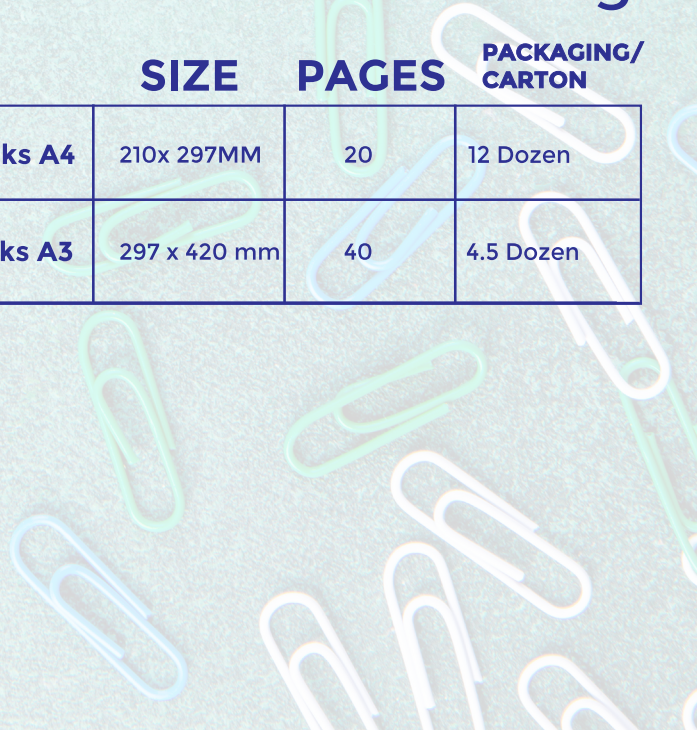 SIZE PAGES PACKAGING/
CARTON
ks A4 210x 297MM 20 12 Dozen
ks A3 297 x 420 mm 40 4.5 Dozen